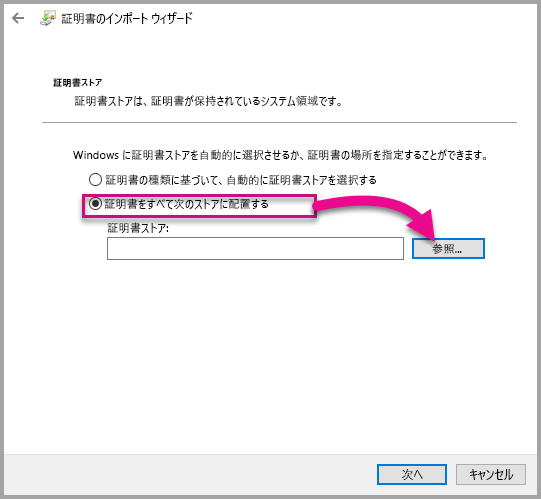 証明書のインポート ウィザード
証明書ストア
証明書ストアは、証明書が保持されているシステム領域です。
Windows に証明書ストアを自動的に選択させるか、証明書の場所を指定することができます。
証明書の種類に基づいて、自動的に証明書ストアを選択する
証明書をすべて次のストアに配置する
証明書ストア:
参照...
次へ
キャンセル